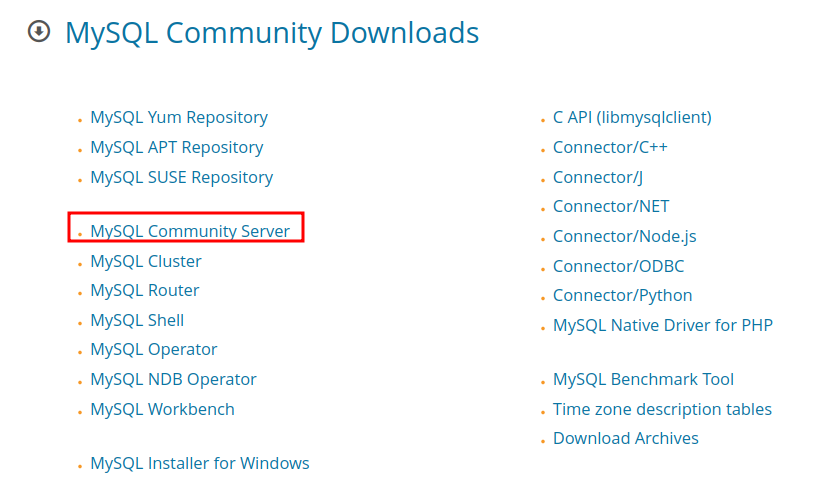 MySQL Community Downloads
MySQL Yum Repository
MySQL APT Repository
MySQL SUSE Repository
MySQL Community Server
MySQL Cluster
MySQL Router
MySQL Shell
MySQL Operator
MySQL NDB Operator
MySQL Workbench
MySQL Installer for Windows
C API (libmysqlclient)
Connector/C++
Connector/J
Connector/NET
Connector/Node.js
Connector/ODBC
Connector/Python
MySQL Native Driver for PHP
MySQL Benchmark Tool
Time zone description tables
Download Archives